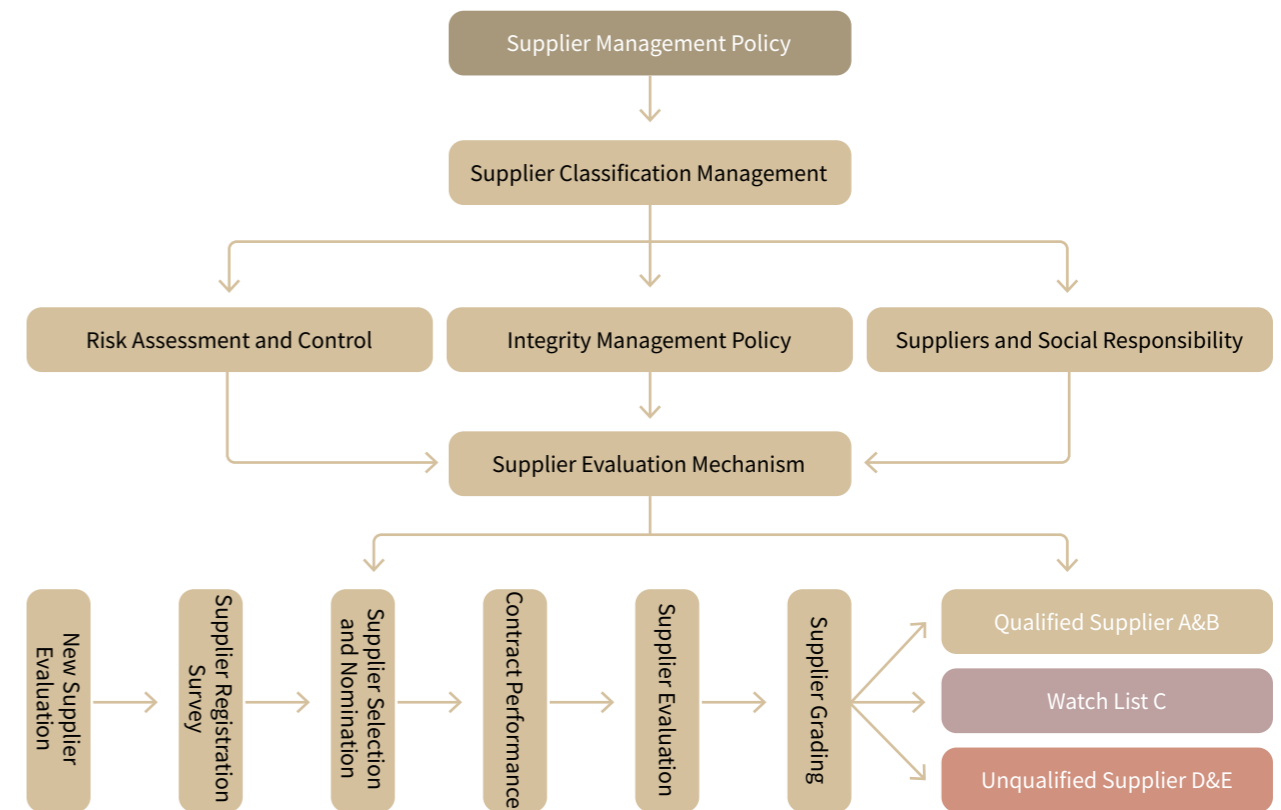 Supplier Management Policy
Supplier Classification Management
Risk Assessment and Control
Integrity Management Policy
Suppliers and Social Responsibility
Supplier Evaluation Mechanism
New Supplier
Evaluation
Supplier Registration
Survey
Supplier Selection
and Nomination
Contract Performance
Supplier Evaluation
Supplier Grading
Qualified Supplier A&B
Watch List C
Unqualified Supplier D&E